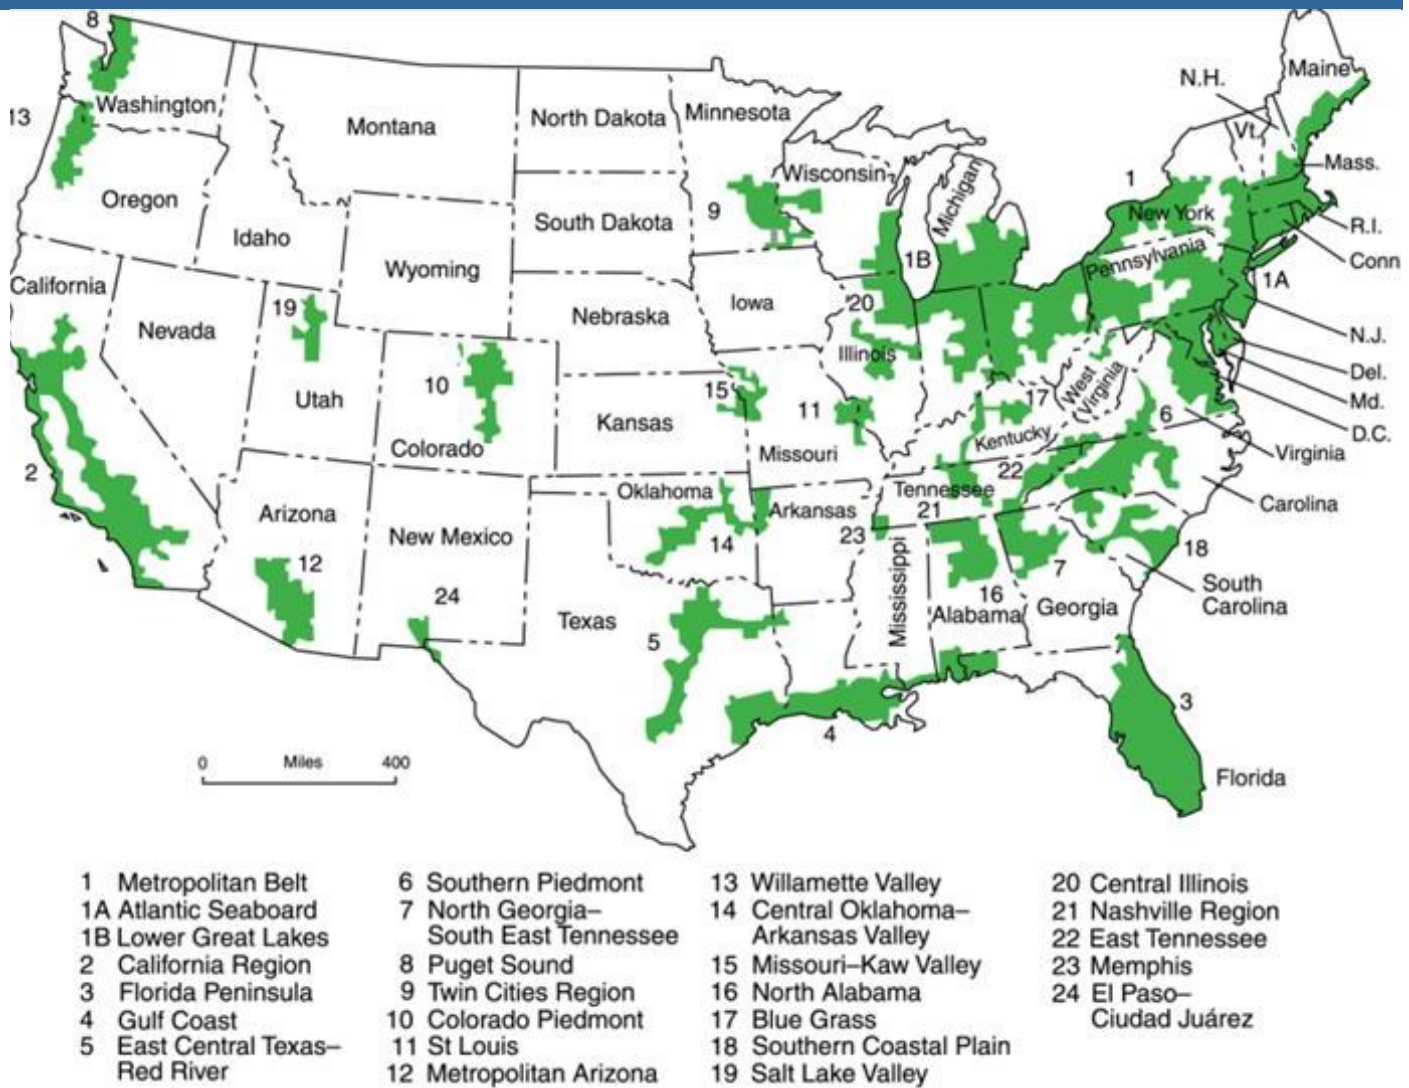 8
Maine
N.H.
13
Washington
Montana
North Dakota
Minnesota
Vt.
Wisconsin
Mass.
Michigan
1
Oregon
South Dakota
9
New York
R.I.
Idaho
Pennsylvania
Conn
Wyoming
1B
1A
California
19
Iowa
20
Nebraska
Nevada
N.J.
Illinois
Del.
10
15
West
Virginia
17
Md.
Utah
11
6
Kansas
D.C.
Colorado
Kentucky
Missouri
Virginia
2
22
Oklahoma
Tennessee
Carolina
Arizona
Arkansas
21
New Mexico
14
23
18
12
7
Mississippi
South
Carolina
24
16
Georgia
Texas
Alabama
5
3
4
0 Miles 400
Florida
1 Metropolitan Belt
1A Atlantic Seaboard
1B Lower Great Lakes
2 California Region
3 Florida Peninsula
4 Gulf Coast
5 East Central Texas–
Red River
6 Southern Piedmont
7 North Georgia–
South East Tennessee
8 Puget Sound
9 Twin Cities Region
10 Colorado Piedmont
11 St Louis
12 Metropolitan Arizona
13 Willamette Valley
14 Central Oklahoma–
Arkansas Valley
15 Missouri–Kaw Valley
16 North Alabama
17 Blue Grass
18 Southern Coastal Plain
19 Salt Lake Valley
20 Central Illinois
21 Nashville Region
22 East Tennessee
23 Memphis
24 El Paso–
Ciudad Juárez